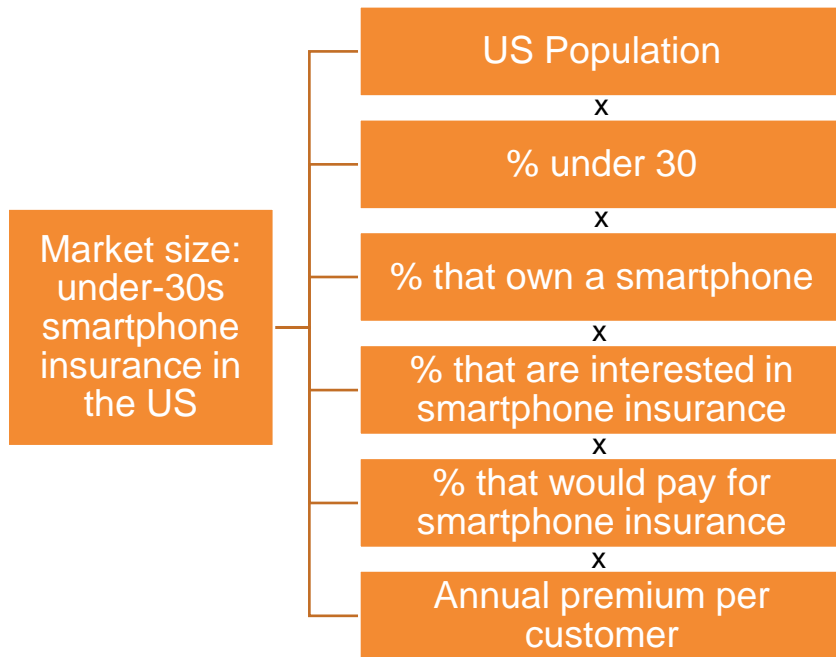 Market size:
under-30s
smartphone
insurance in
the US
US Population
x
% under 30
x
% that own a smartphone
x
% that are interested in
smartphone insurance
x
% that would pay for
smartphone insurance
x
Annual premium per
customer